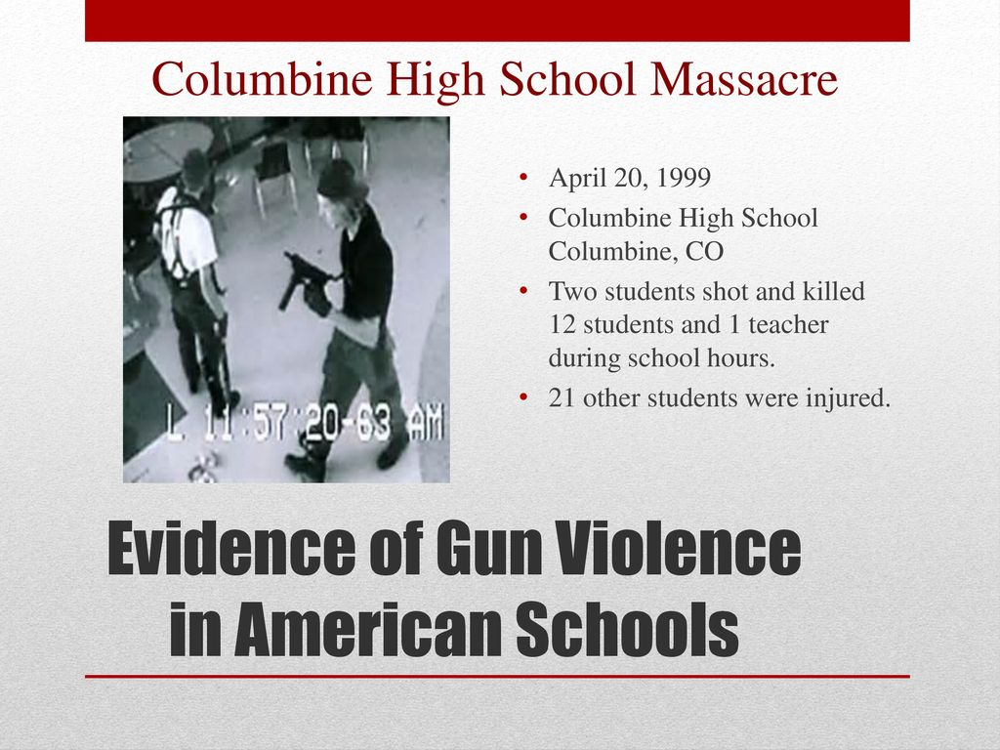 Columbine High School Massacre
L 11:57:20-63 AM
• April 20, 1999
• Columbine High School
Columbine, CO
• Two students shot and killed
12 students and 1 teacher
during school hours.
• 21 other students were injured.
Evidence of Gun Violence
in American Schools